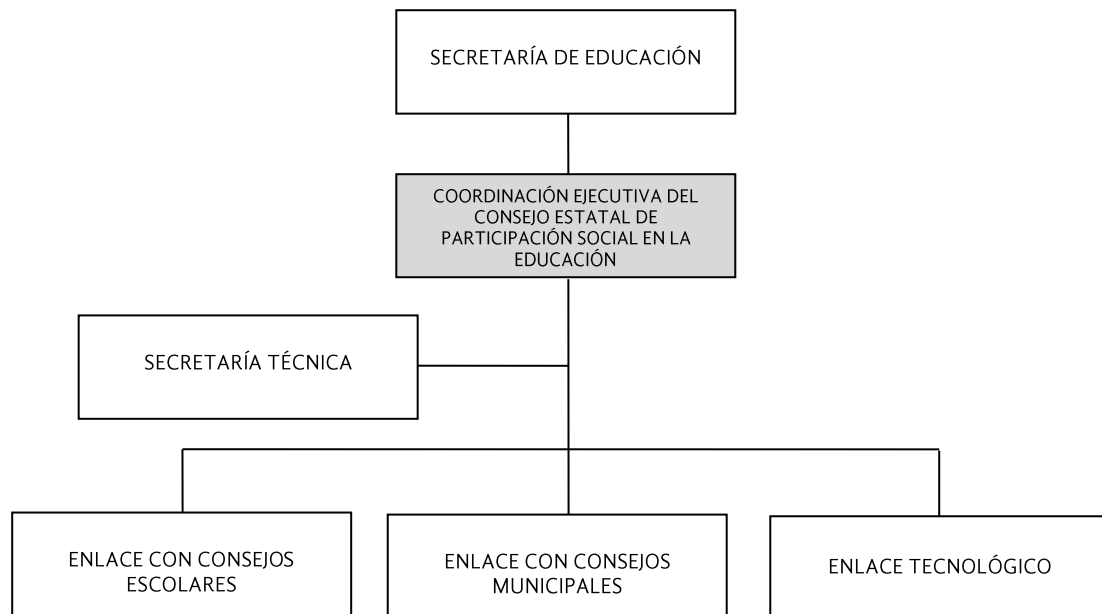 SECRETARÍA DE EDUCACIÓN
COORDINACIÓN EJECUTIVA DEL
CONSEJO ESTATAL DE
PARTICIPACIÓN SOCIAL EN LA
EDUCACIÓN
SECRETARÍA TÉCNICA
ENLACE CON CONSEJOS
ESCOLARES
ENLACE CON CONSEJOS
MUNICIPALES
ENLACE TECNOLÓGICO